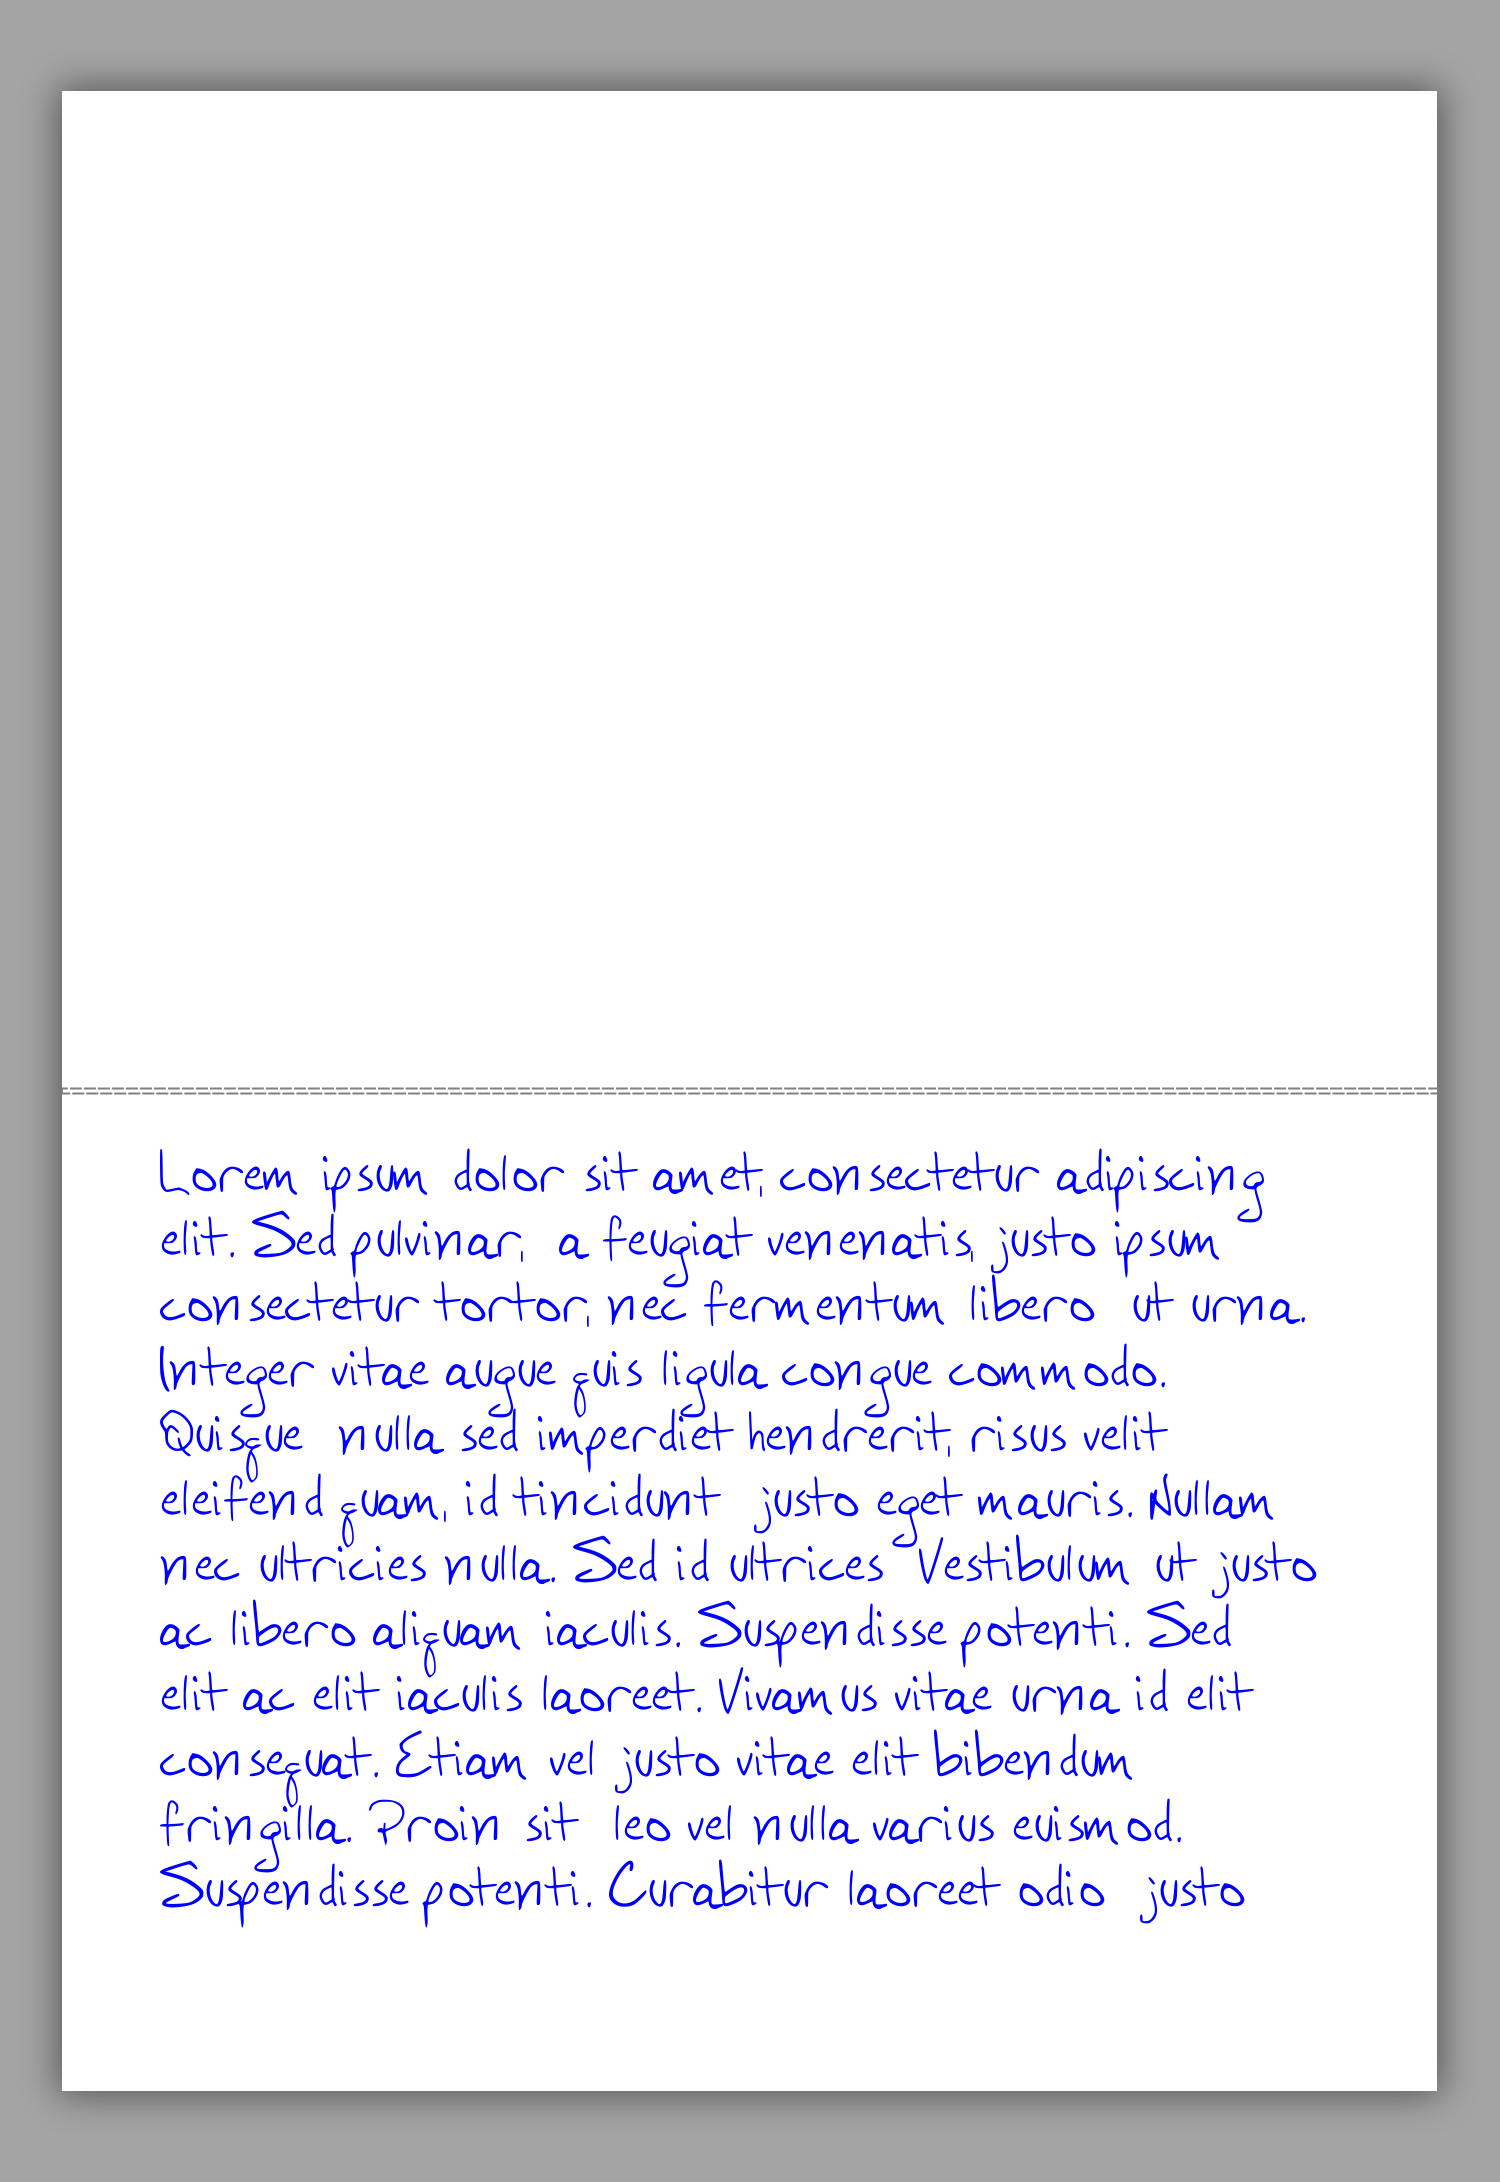 Lorem ipsum dolor sit amet, consectetur adipiscing
elit. Sed pulvinar, a feugiat venenatis, justo ipsum
consectetur tortor, nec fermentum libero ut urna.
Integer vitae augue quis ligula congue commodo.
Quisque nulla sed imperdiet hendrerit, risus velit
eleifend quam, id tincidunt justo eget mauris. Nullam
nec ultricies nulla. Sed id ultrices Vestibulum ut justo
ac libero aliquam iaculis. Suspendisse potenti. Sed
elit ac elit iaculis laoreet. Vivamus vitae urna id elit
consequat. Etiam vel justo vitae elit bibendum
fringilla. Proin sit leo vel nulla varius euismod.
Suspendisse potenti. Curabitur laoreet odio justo